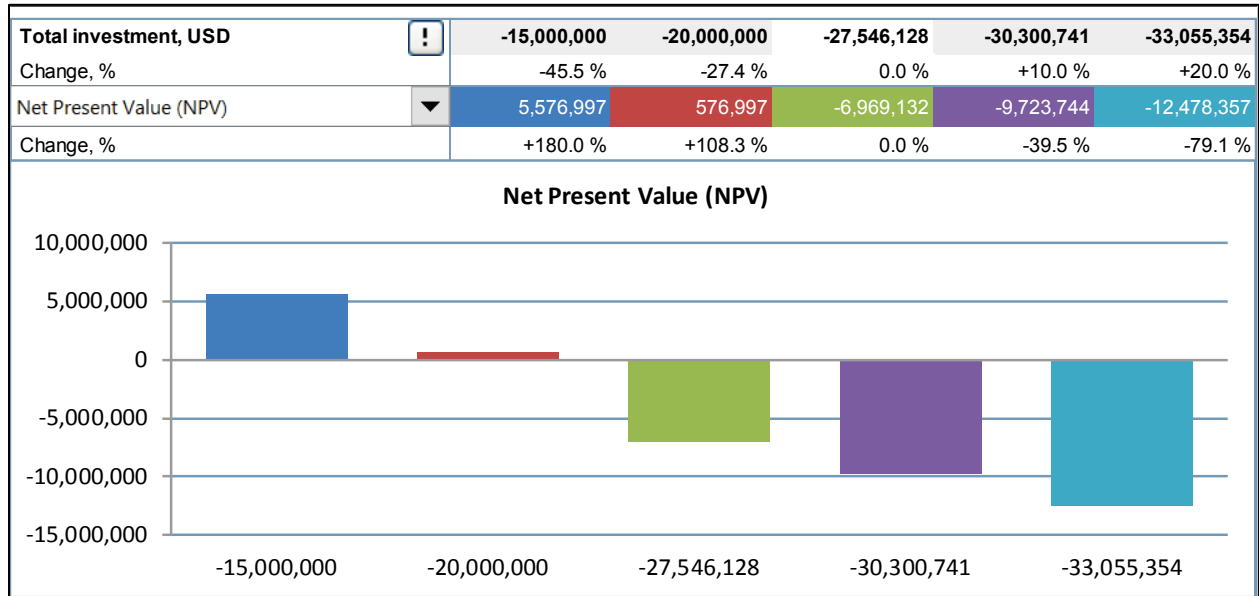 Total investment, USD ! -15,000,000 -20,000,000 -27,546,128 -30,300,741 -33,055,354
Change, % -45.5 % -27.4 % 0.0 % +10.0 % +20.0 %
Net Present Value (NPV) 5,576,997 576,997 -6,969,132 -9,723,744 -12,478,357
Change, % +180.0 % +108.3 % 0.0 % -39.5 % -79.1 %
Net Present Value (NPV)
10,000,000
5,000,000
0
-5,000,000
-10,000,000
-15,000,000
-15,000,000 -20,000,000 -27,546,128 -30,300,741 -33,055,354